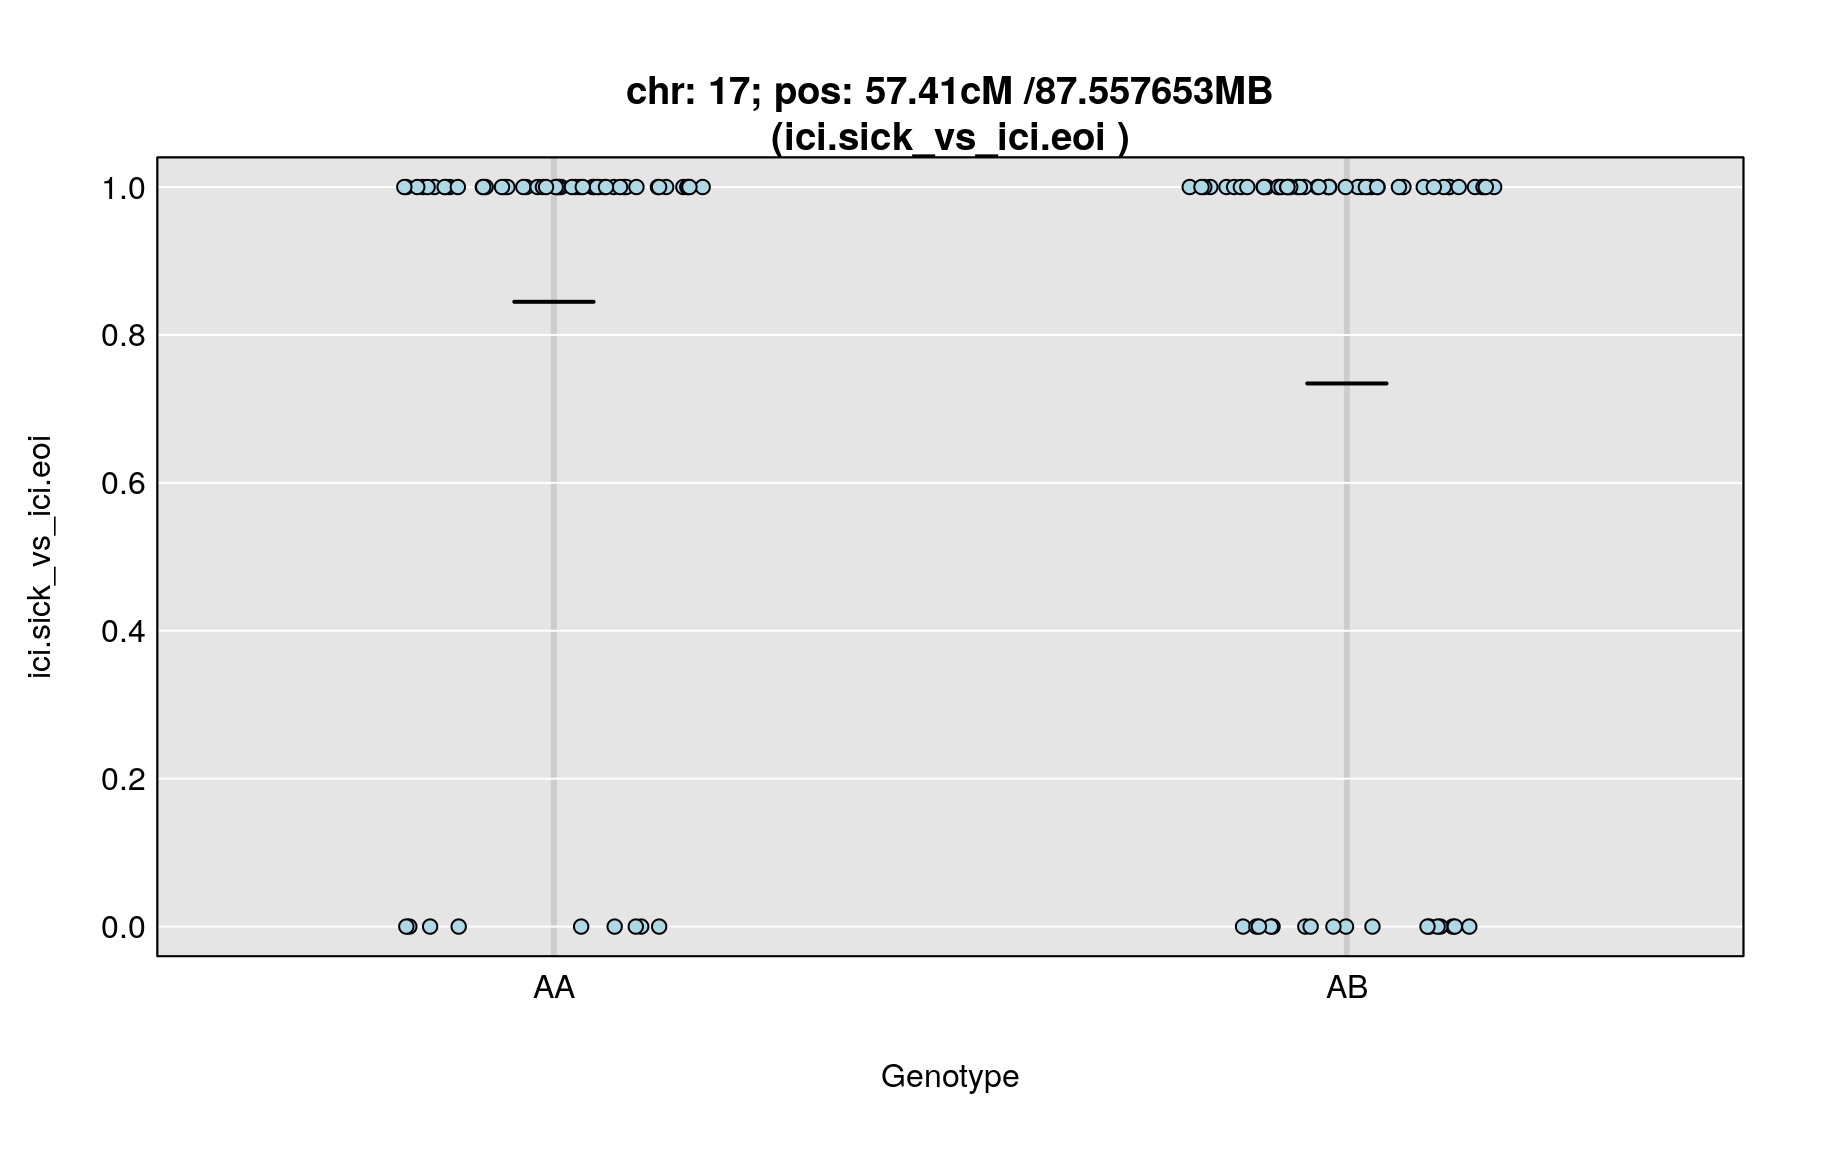 chr: 17; pos: 57.41cM /87.557653MB
(ici.sick_vs_ici.eoi )
ici.sick_vs_ici.eoi
1.0
0.8
0.6
0.4
0.2
0.0
AA AB
Genotype